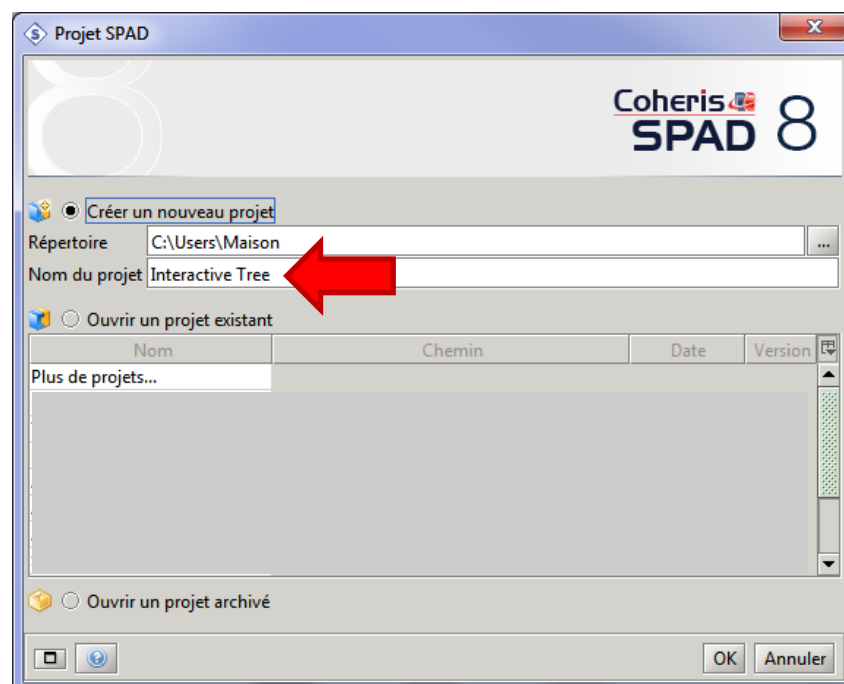 Projet SPAD
Coheris
SPAD 8
Créer un nouveau projet
Répertoire C:\Users\Maison ...
Nom du projet Interactive Tree
Ouvrir un projet existant
Nom Chemin Date Version
Plus de projets...
Ouvrir un projet archivé
OK Annuler